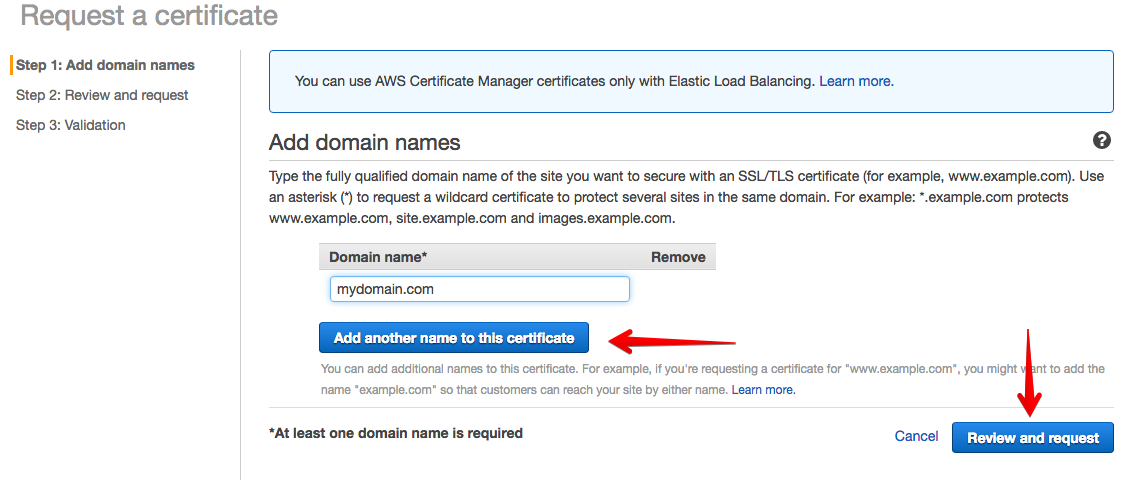 Request a certificate
Step 1: Add domain names
Step 2: Review and request
Step 3: Validation
You can use AWS Certificate Manager certificates only with Elastic Load Balancing. Learn more.
Add domain names
?
Type the fully qualified domain name of the site you want to secure with an SSL/TLS certificate (for example, www.example.com). Use
an asterisk (*) to request a wildcard certificate to protect several sites in the same domain. For example: *.example.com protects
www.example.com, site.example.com and images.example.com.
Domain name* Remove
mydomain.com
Add another name to this certificate
You can add additional names to this certificate. For example, if you're requesting a certificate for "www.example.com", you might want to add the
name "example.com" so that customers can reach your site by either name. Learn more.
*At least one domain name is required
Cancel Review and request